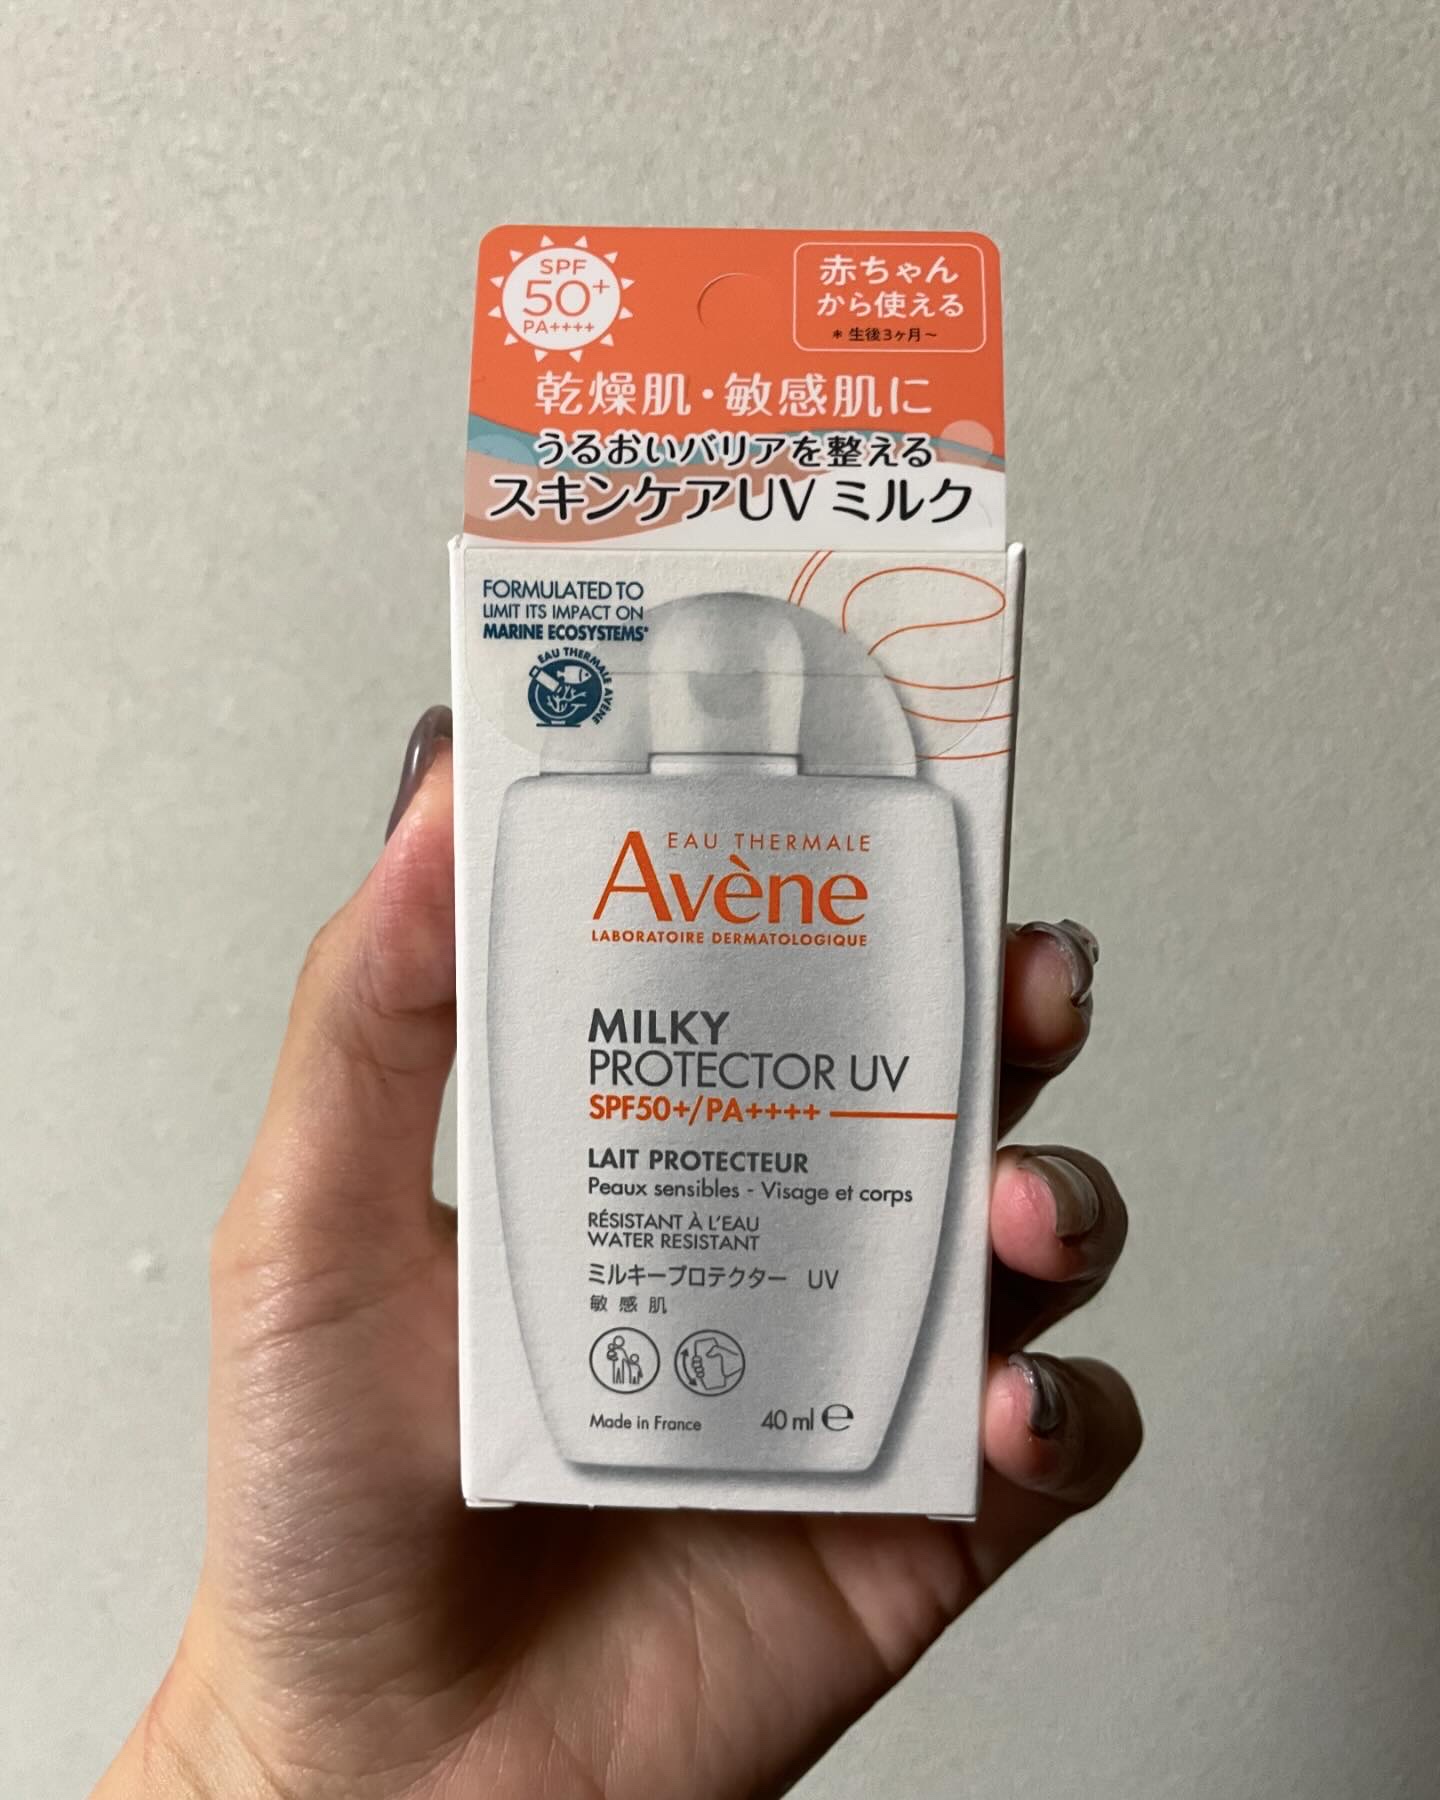 SPF
50+
PA++++
赤ちゃん
から使える
* 生後3ヶ月~
乾燥肌・敏感肌に
うるおいバリアを整える
スキンケアUV ミルク
FORMULATED TO
LIMIT ITS IMPACT ON
MARINE ECOSYSTEMS*
EAU THERMALE AVÈNE
EAU THERMALE
Avène
LABORATOIRE DERMATOLOGIQUE
MILKY
PROTECTOR UV
SPF50+/PA++++
LAIT PROTECTEUR
Peaux sensibles - Visage et corps
RÉSISTANT À L'EAU
WATER RESISTANT
ミルキープロテクター UV
敏感肌
Made in France 40 ml ℮